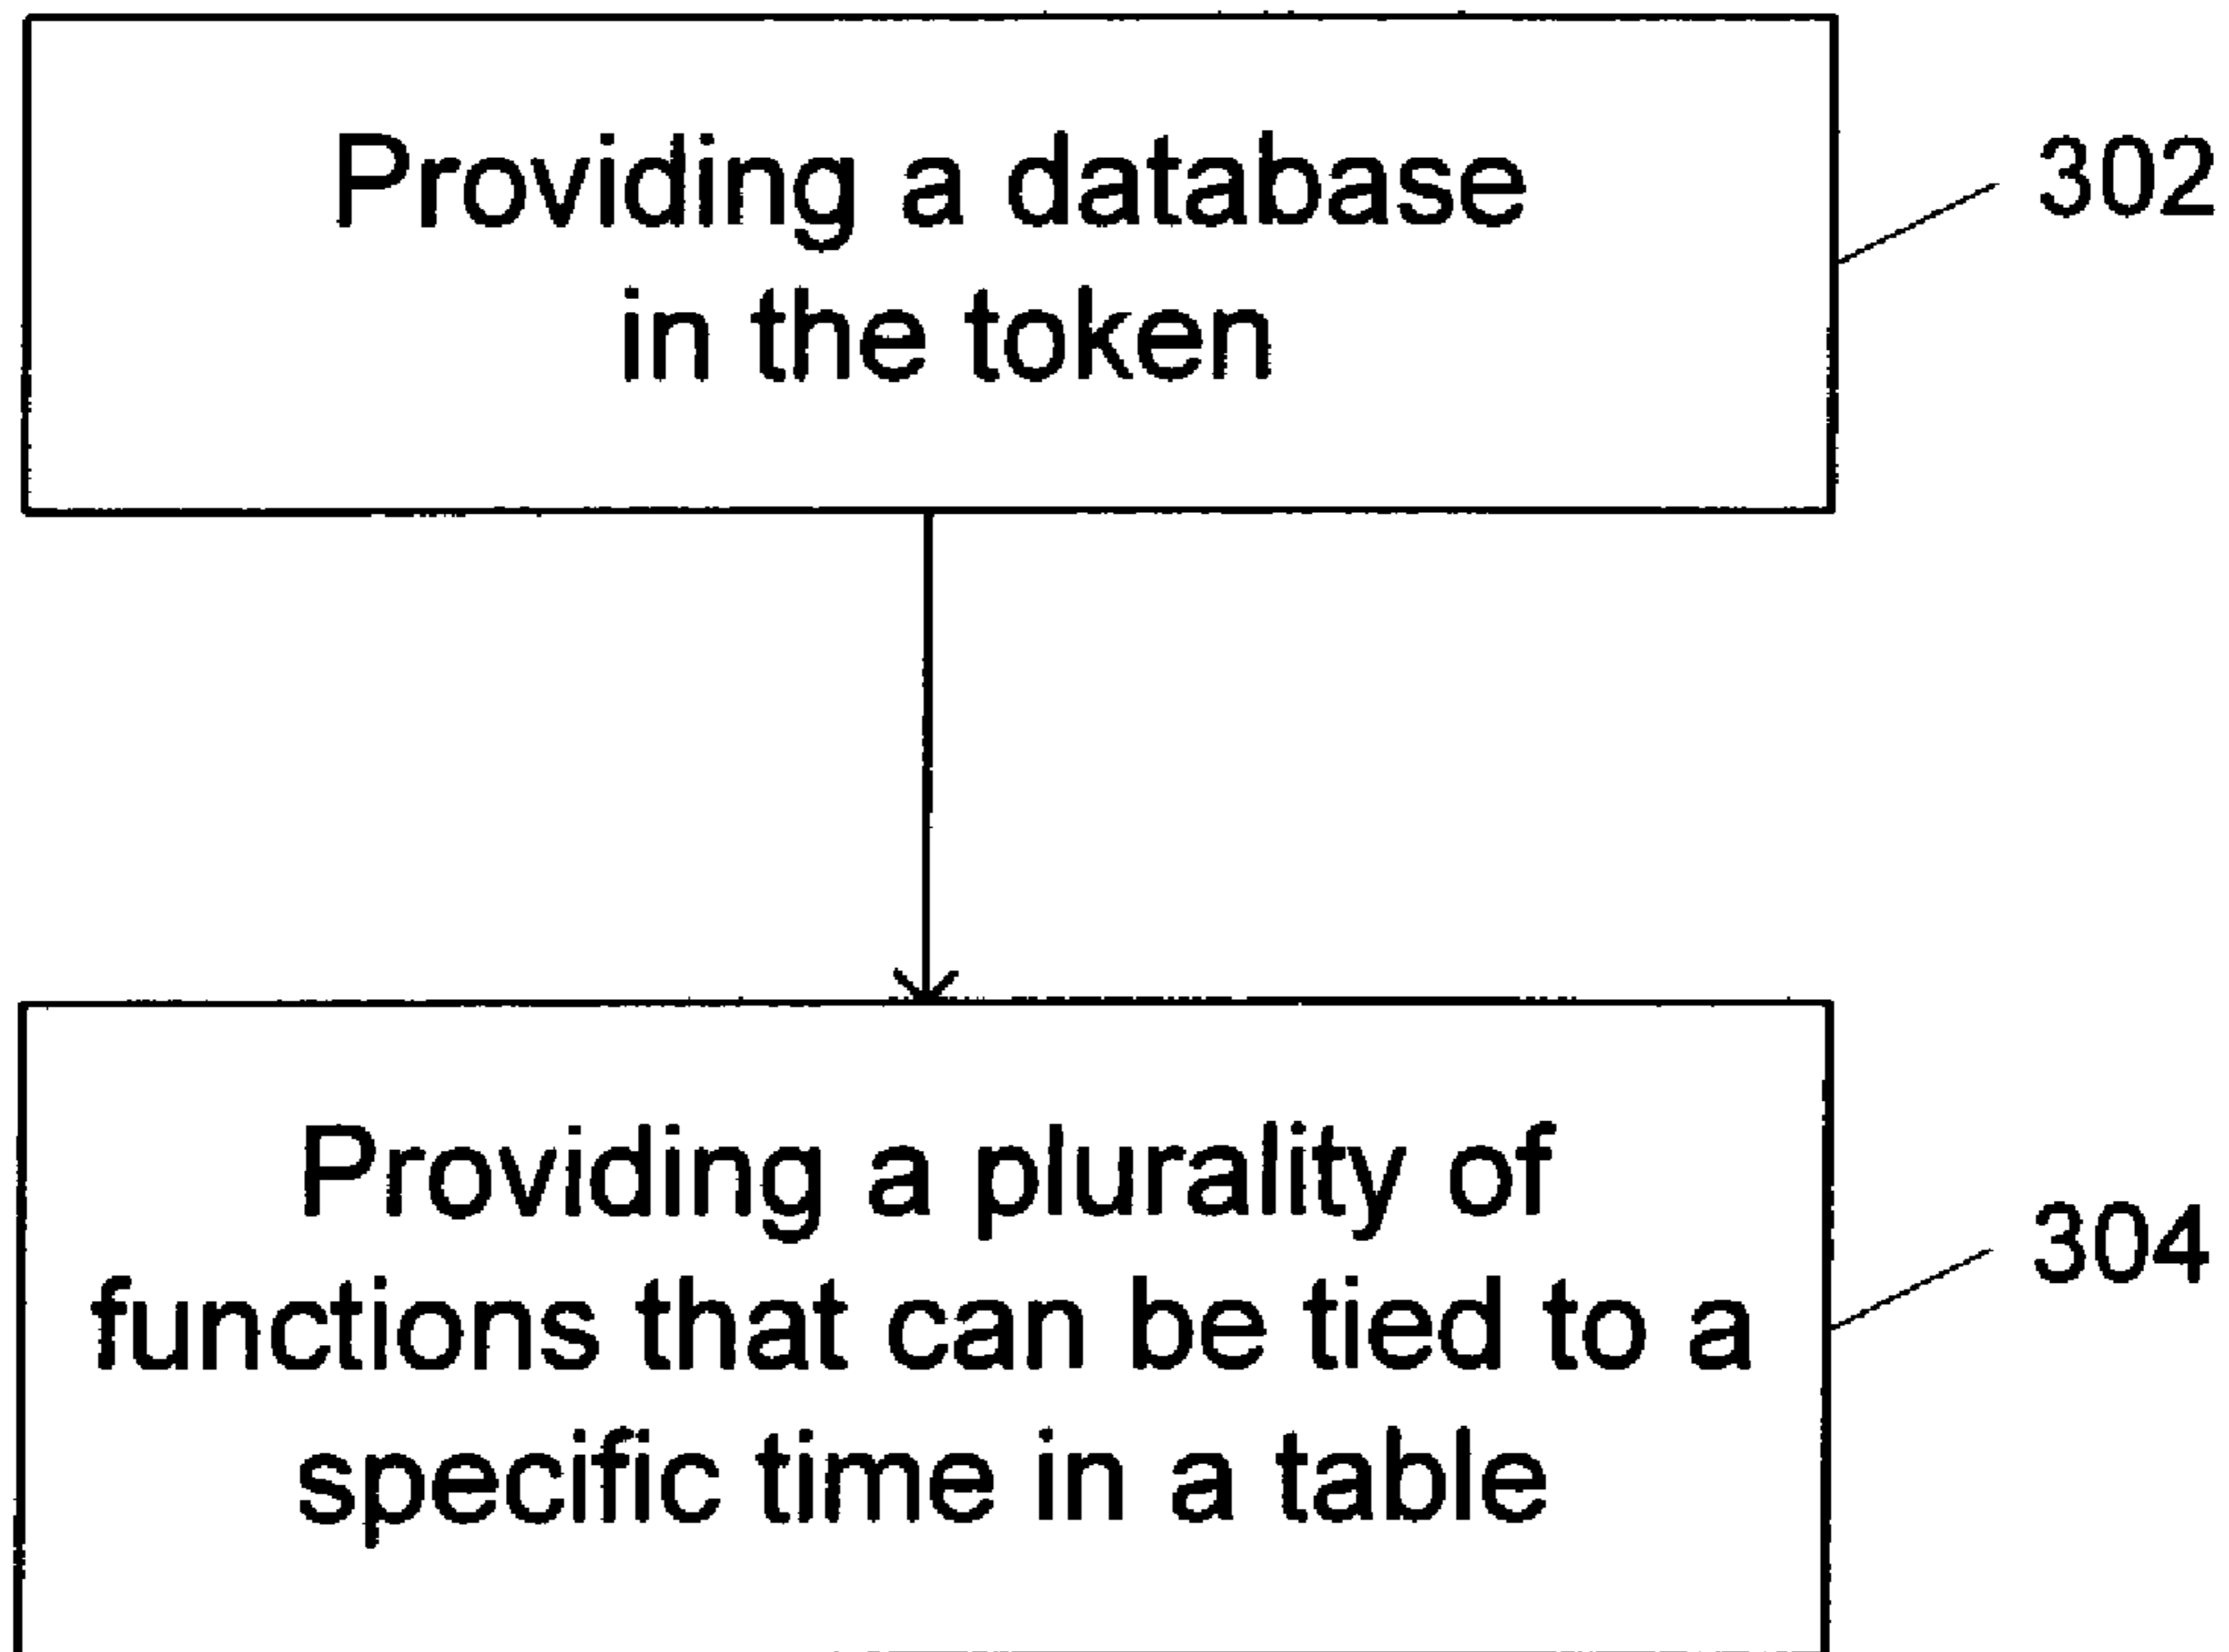 Providing a database
in the token
302
Providing a plurality of
functions that can be tied to a
specific time in a table
304